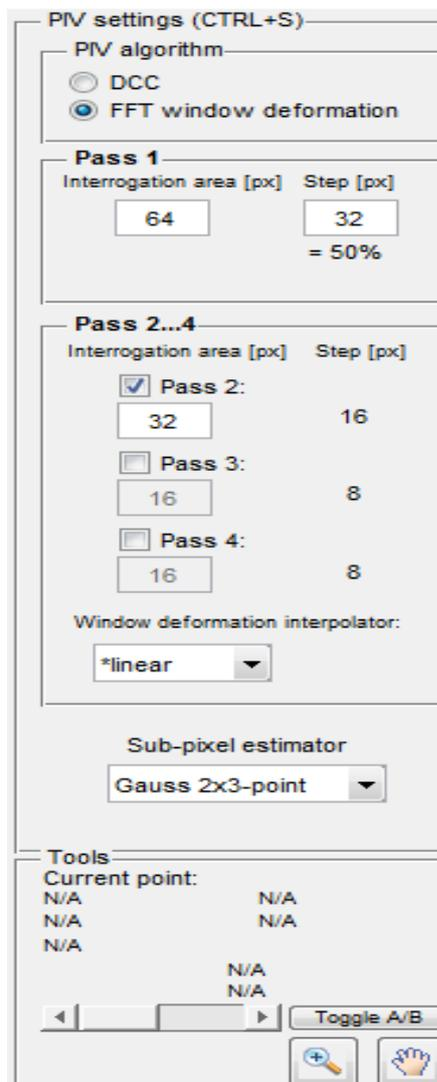 PIV settings (CTRL+S)
PIV algorithm
DCC
FFT window deformation
Pass 1
Interrogation area [px] Step [px]
64 32
= 50%
Pass 2...4
Interrogation area [px] Step [px]
Pass 2:
32 16
Pass 3:
16 8
Pass 4:
16 8
Window deformation interpolator:
*linear
Sub-pixel estimator
Gauss 2x3-point
Tools
Current point:
N/A N/A
N/A N/A
N/A
N/A
N/A
Toggle A/B